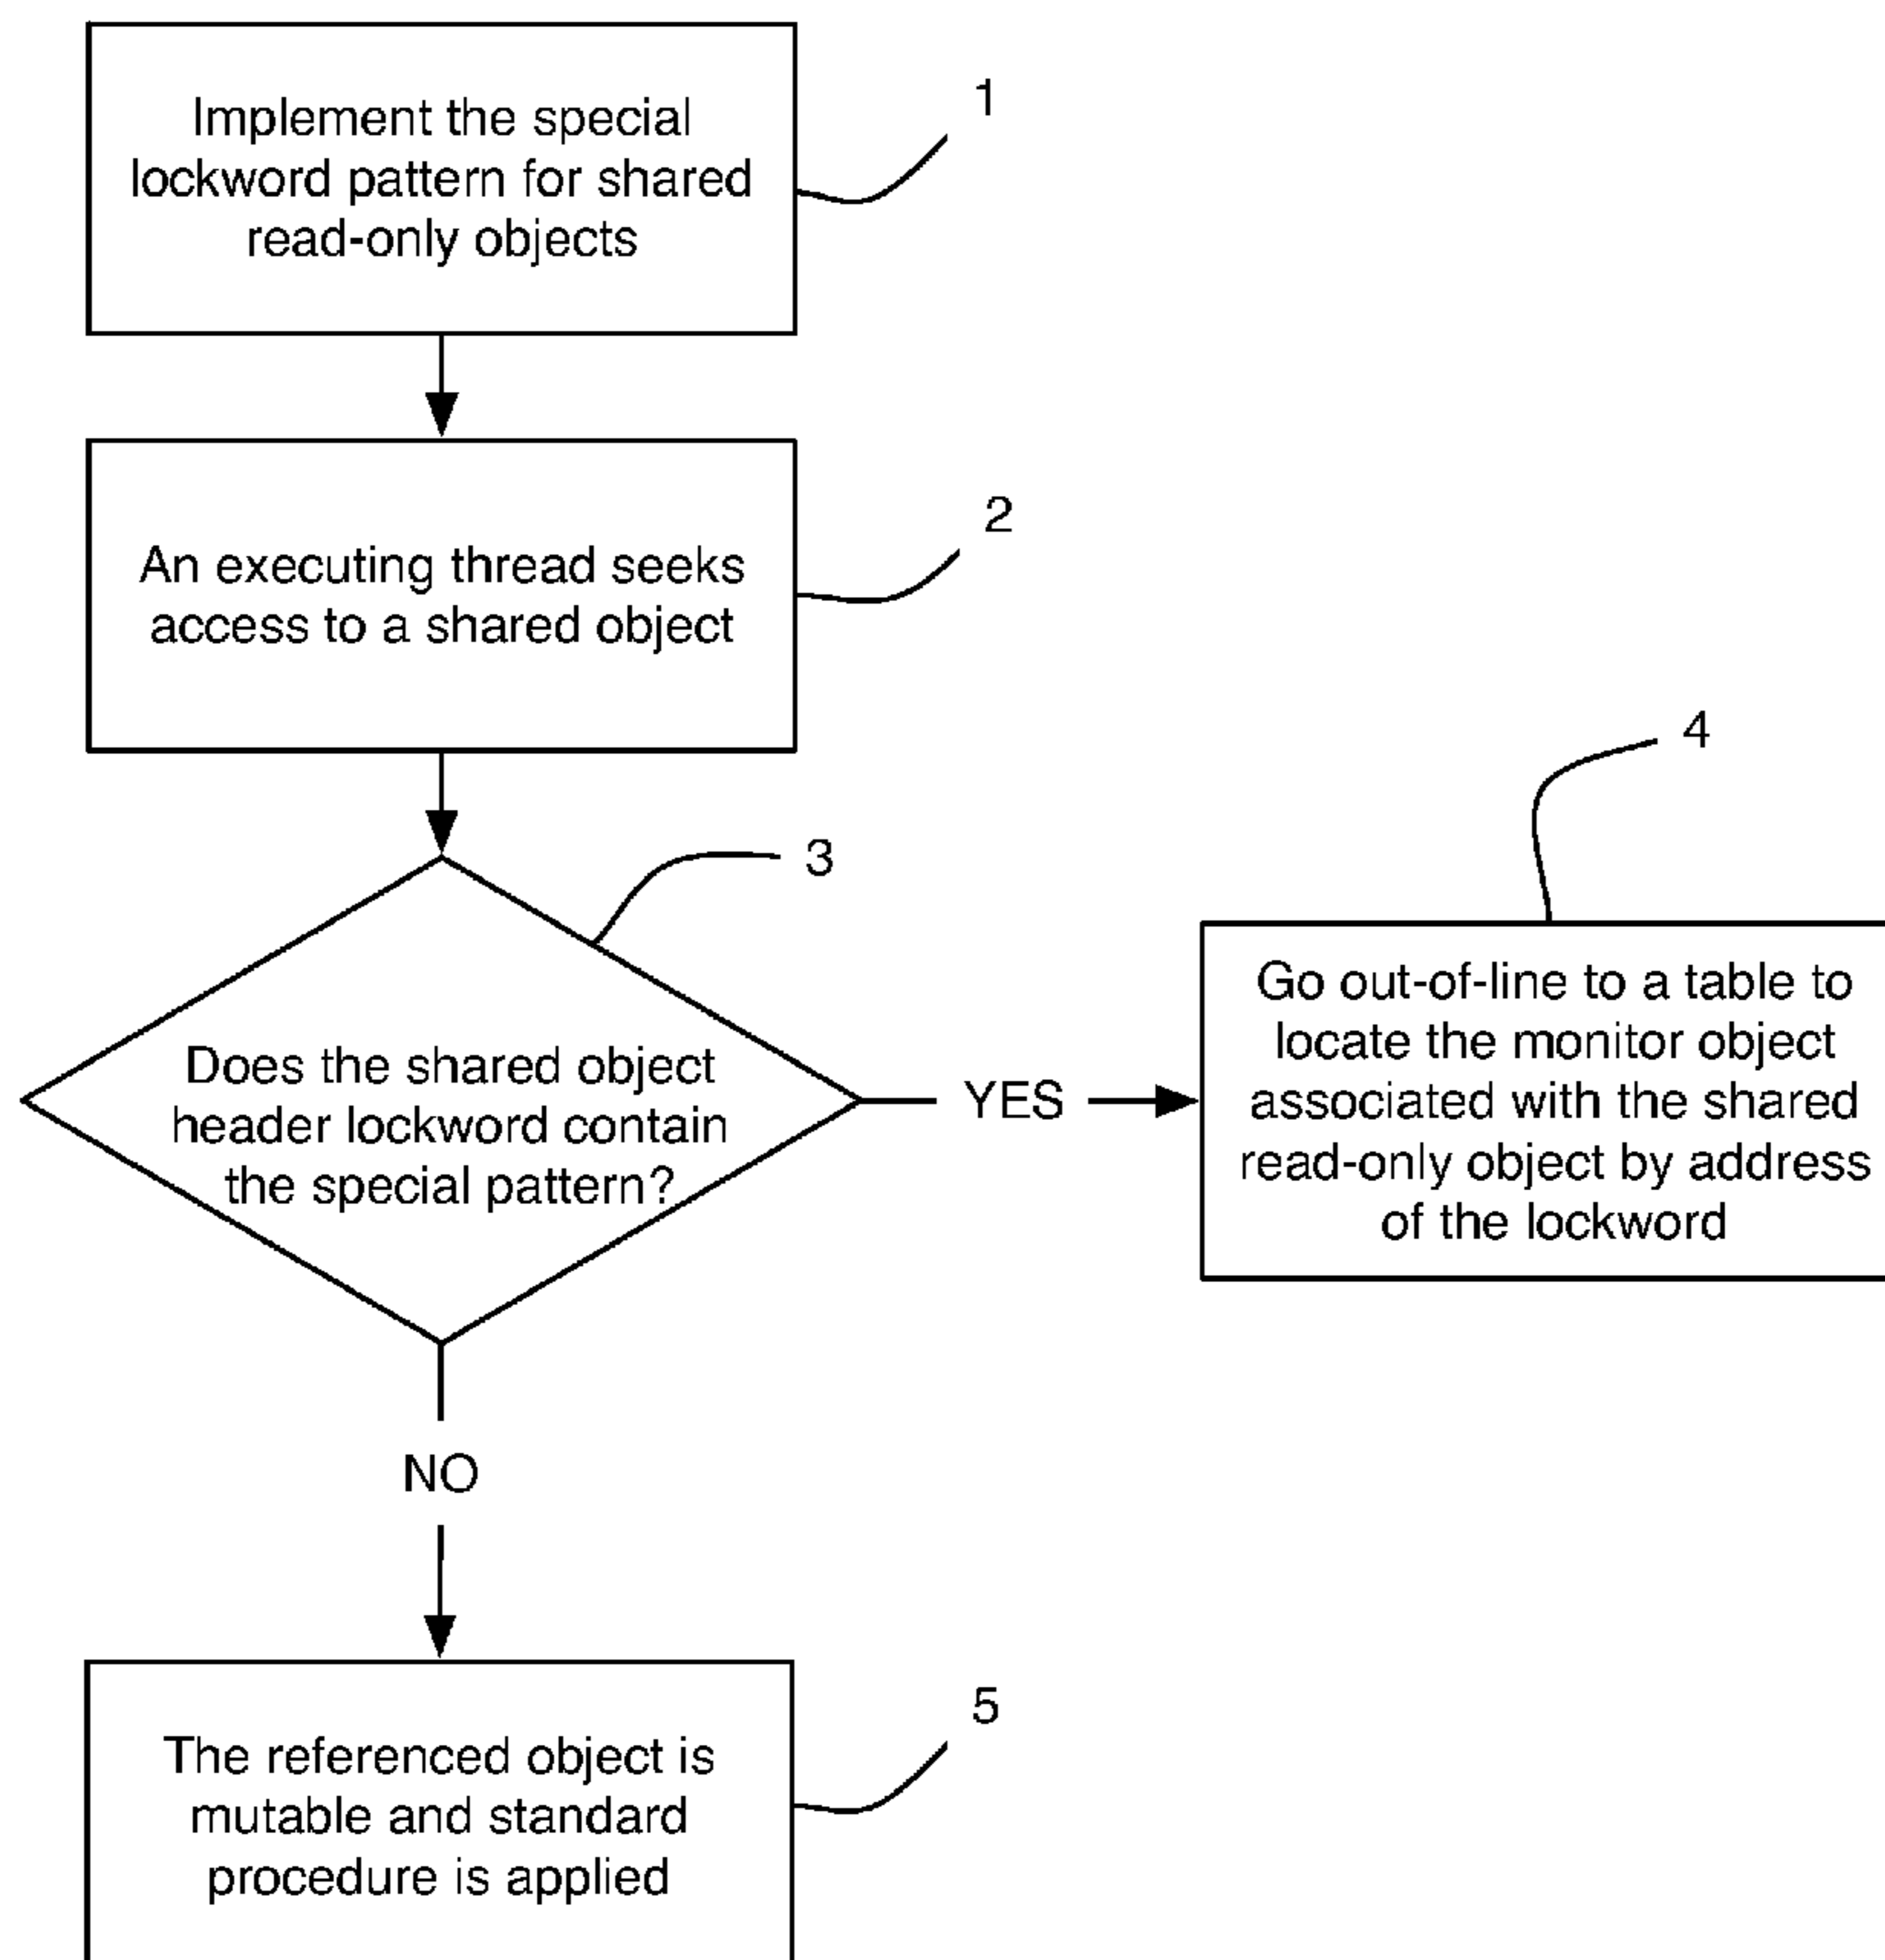 Implement the special
lockword pattern for shared
read-only objects
1
An executing thread seeks
access to a shared object
2
3
Does the shared object
header lockword contain
the special pattern?
YES
4
Go out-of-line to a table to
locate the monitor object
associated with the shared
read-only object by address
of the lockword
NO
The referenced object is
mutable and standard
procedure is applied
5